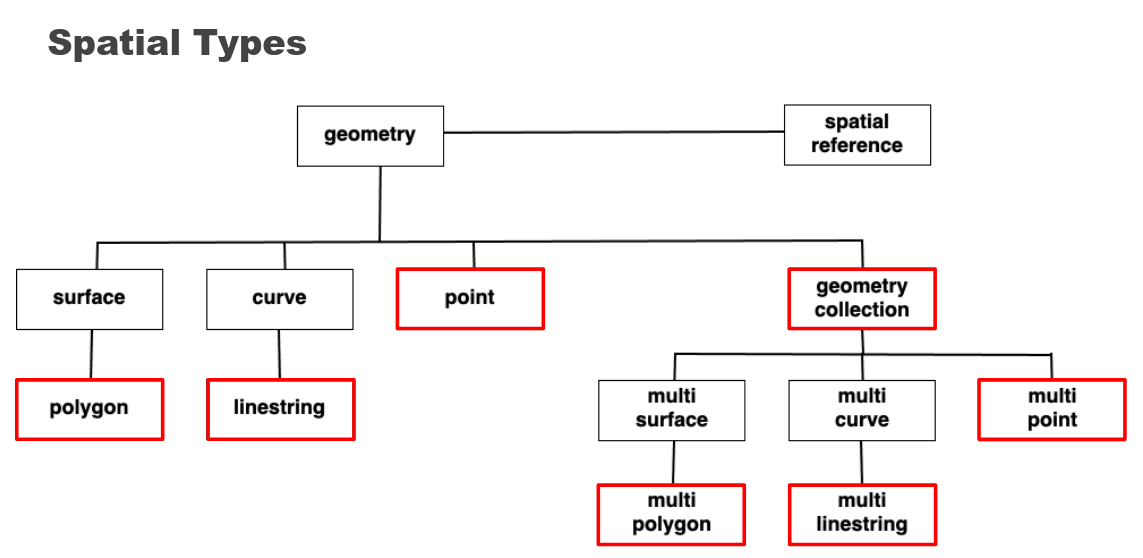 Spatial Types
geometry
spatial
reference
surface
curve
point
geometry
collection
polygon
linestring
multi
surface
multi
curve
multi
point
multi
polygon
multi
linestring